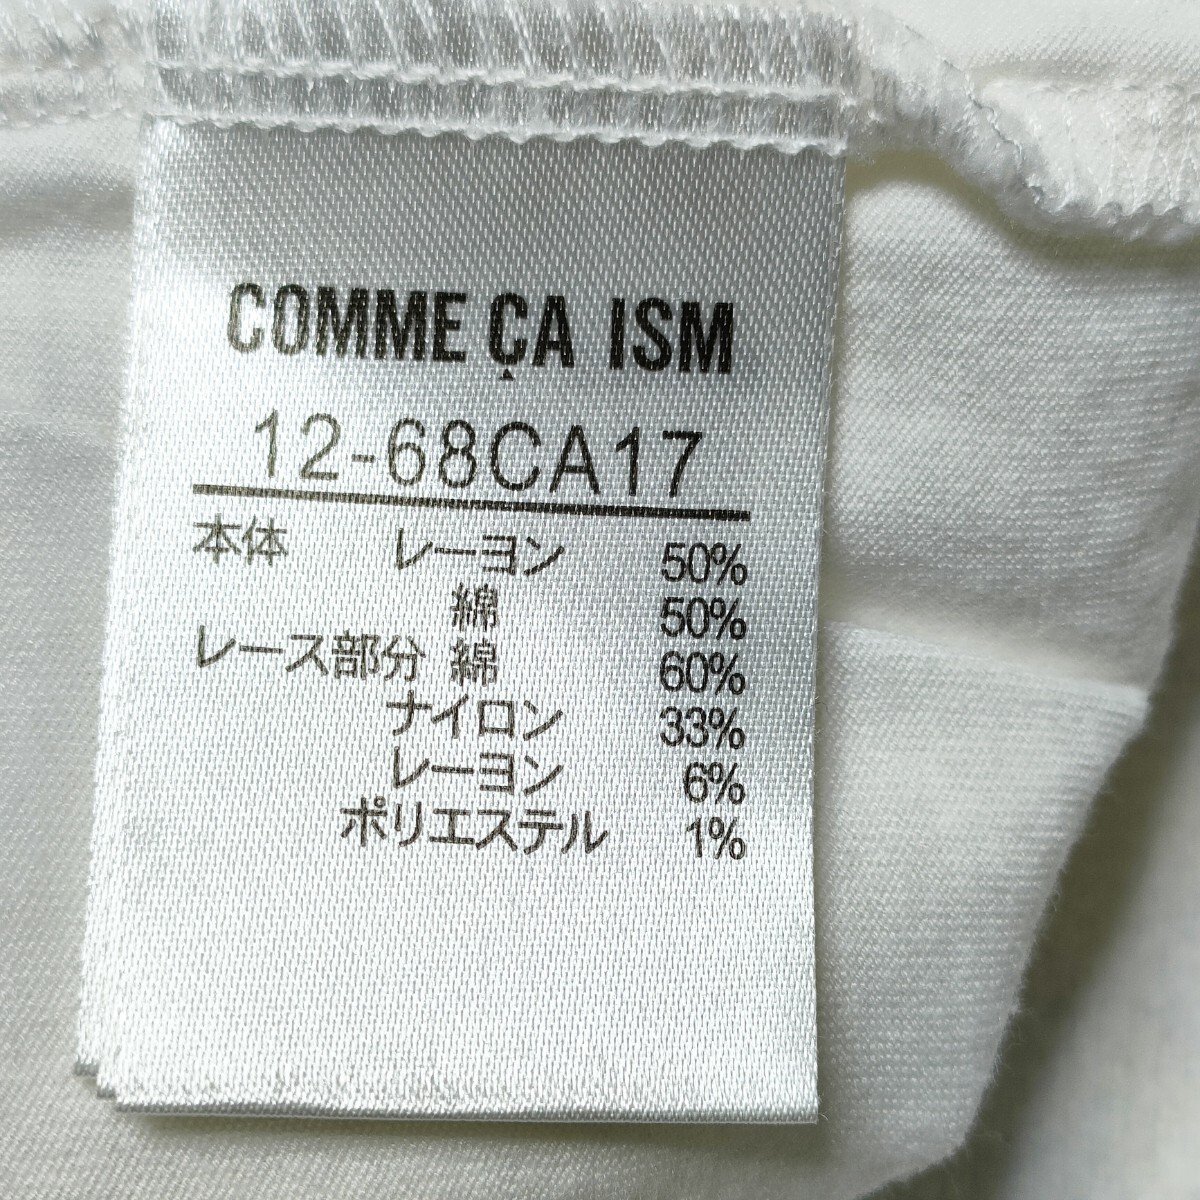 COMME ÇA ISM
12-68CA17
本体 レーヨン 50%
綿 50%
レース部分 綿 60%
ナイロン 33%
レーヨン 6%
ポリエステル 1%